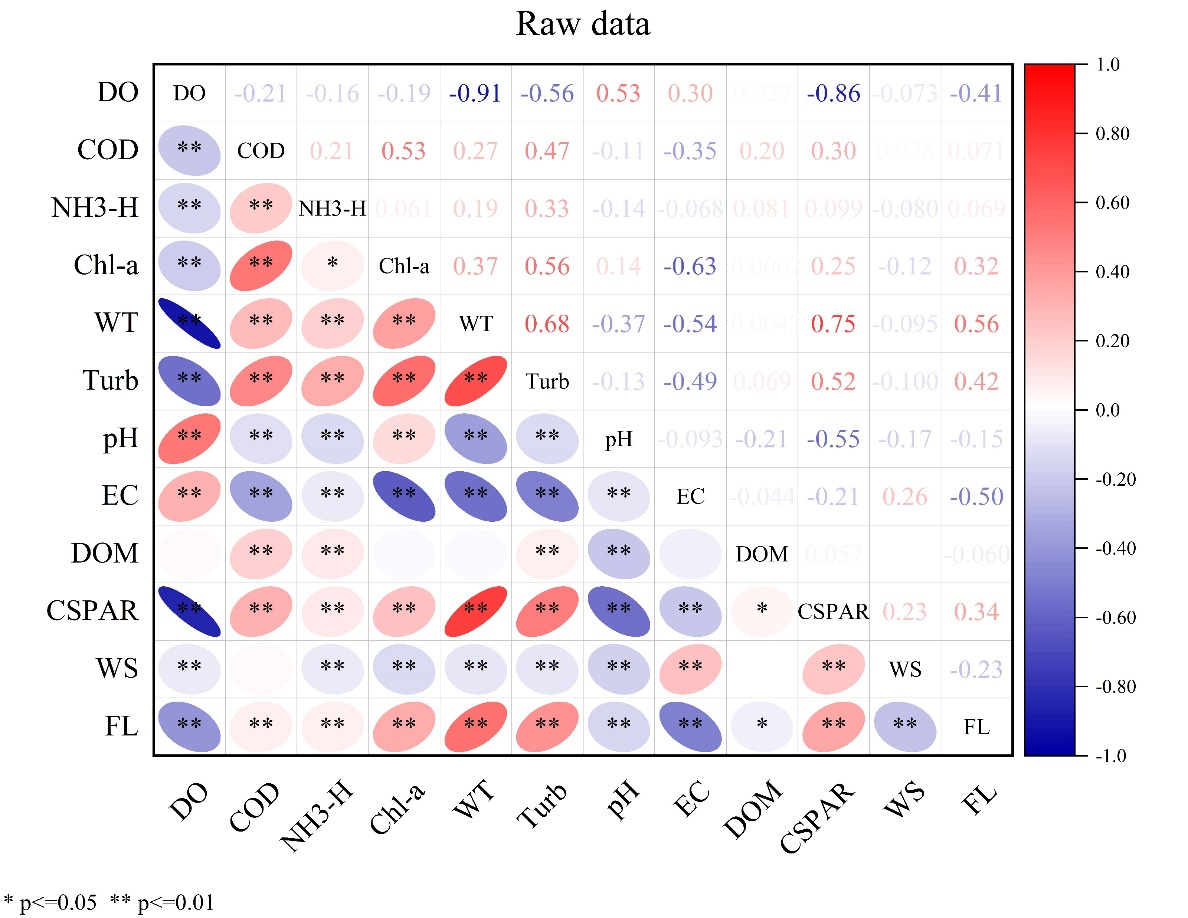 Raw data
DO DO -0.21 -0.16 -0.19 -0.91 -0.56 0.53 0.30 0.027 -0.86 -0.073 -0.41 1.0
COD ** COD 0.21 0.53 0.27 0.47 -0.11 -0.35 0.20 0.30 0.028 0.071 0.80
NH3-H ** ** NH3-H 0.061 0.19 0.33 -0.14 -0.068 0.081 0.099 -0.080 0.069 0.60
Chl-a ** ** * Chl-a 0.37 0.56 0.14 -0.63 0.25 -0.12 0.32 0.40
WT ** ** ** ** WT 0.68 -0.37 -0.54 0.75 -0.095 0.56 0.20
Turb ** ** ** ** ** Turb -0.13 -0.49 0.069 0.52 -0.100 0.42 0.0
pH ** ** ** ** ** ** pH -0.093 -0.21 -0.55 -0.17 -0.15 -0.20
EC ** ** ** ** ** ** ** EC -0.044 -0.21 0.26 -0.50
DOM ** ** ** ** DOM 0.057 -0.060 -0.40
CSPAR ** ** ** ** ** ** ** ** * CSPAR 0.23 0.34 -0.60
WS ** ** ** ** ** ** ** ** WS -0.23 -0.80
FL ** ** ** ** ** ** ** ** * ** ** FL -1.0
DO COD NH3-H Chl-a WT Turb pH EC DOM CSPAR WS FL
* p<=0.05 ** p<=0.01